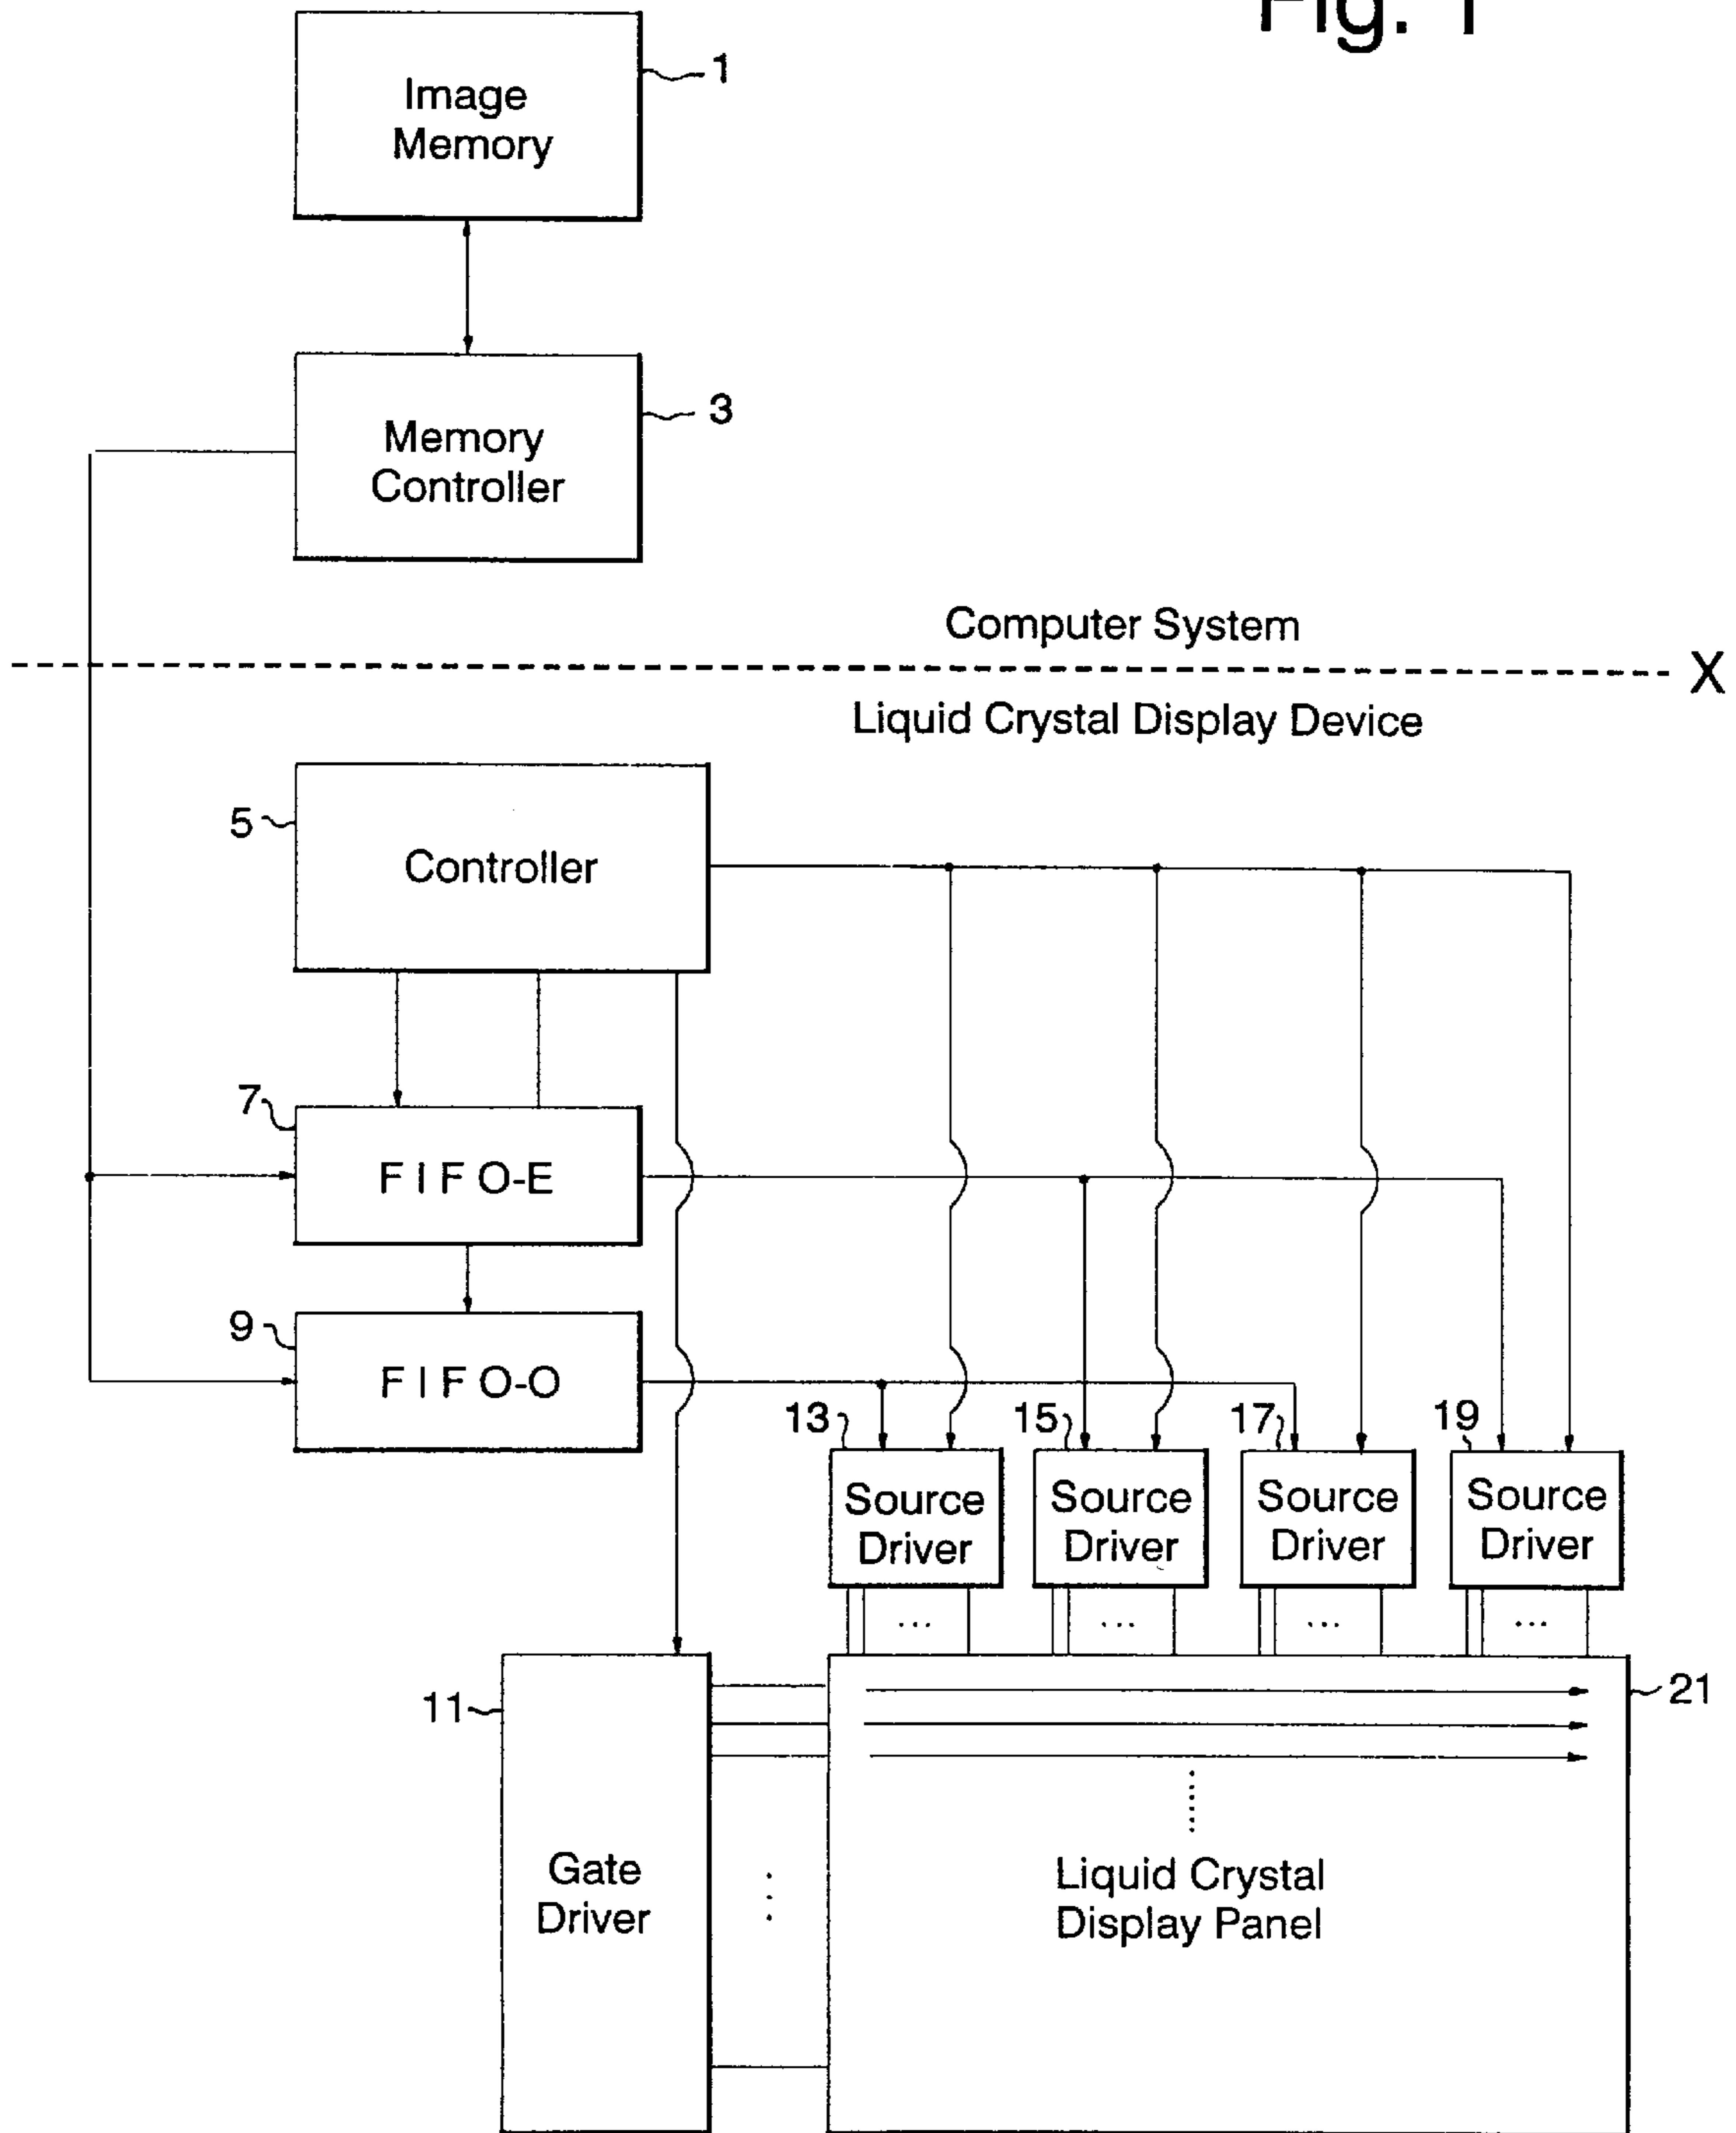 Fig. 1
Image
Memory
1
Memory
Controller
3
Computer System
X
Liquid Crystal Display Device
5
Controller
7
F I F O-E
9
F I F O-O
13
15
17
19
Source
Driver
Source
Driver
Source
Driver
Source
Driver
...
...
...
...
11
21
Gate
Driver
Liquid Crystal
Display Panel